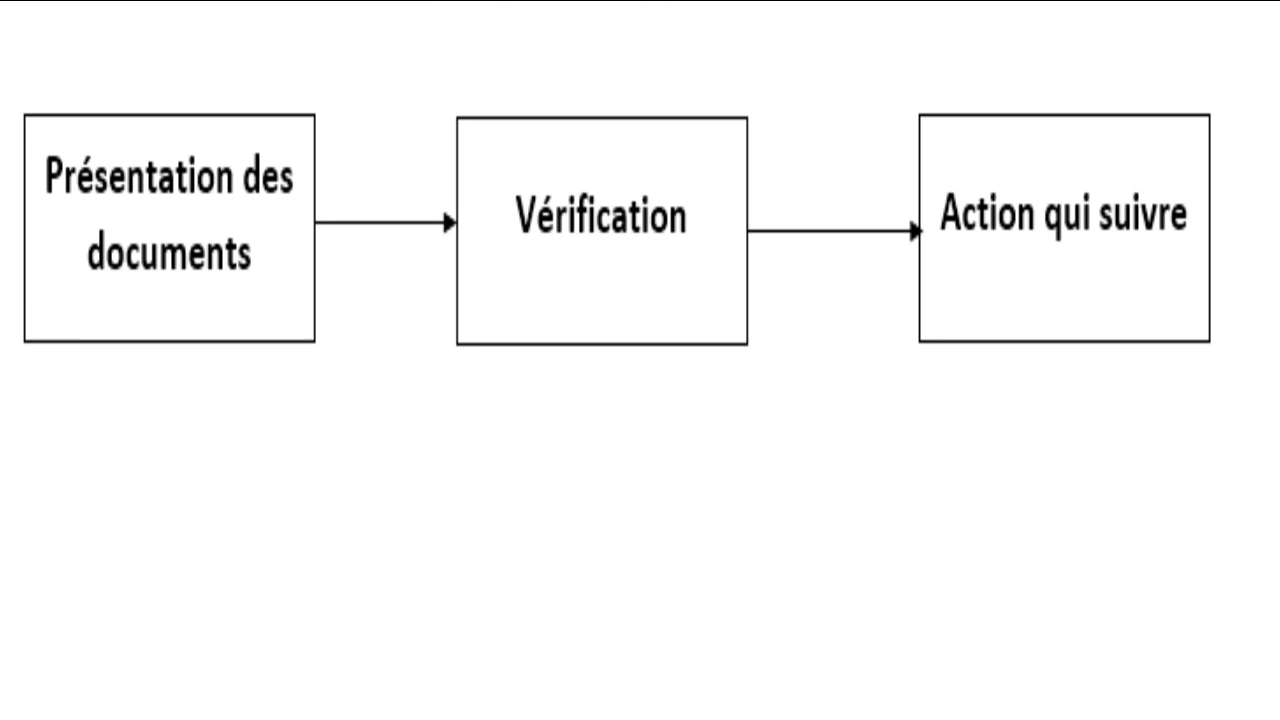 Présentation des
documents
Vérification
Action qui suivre